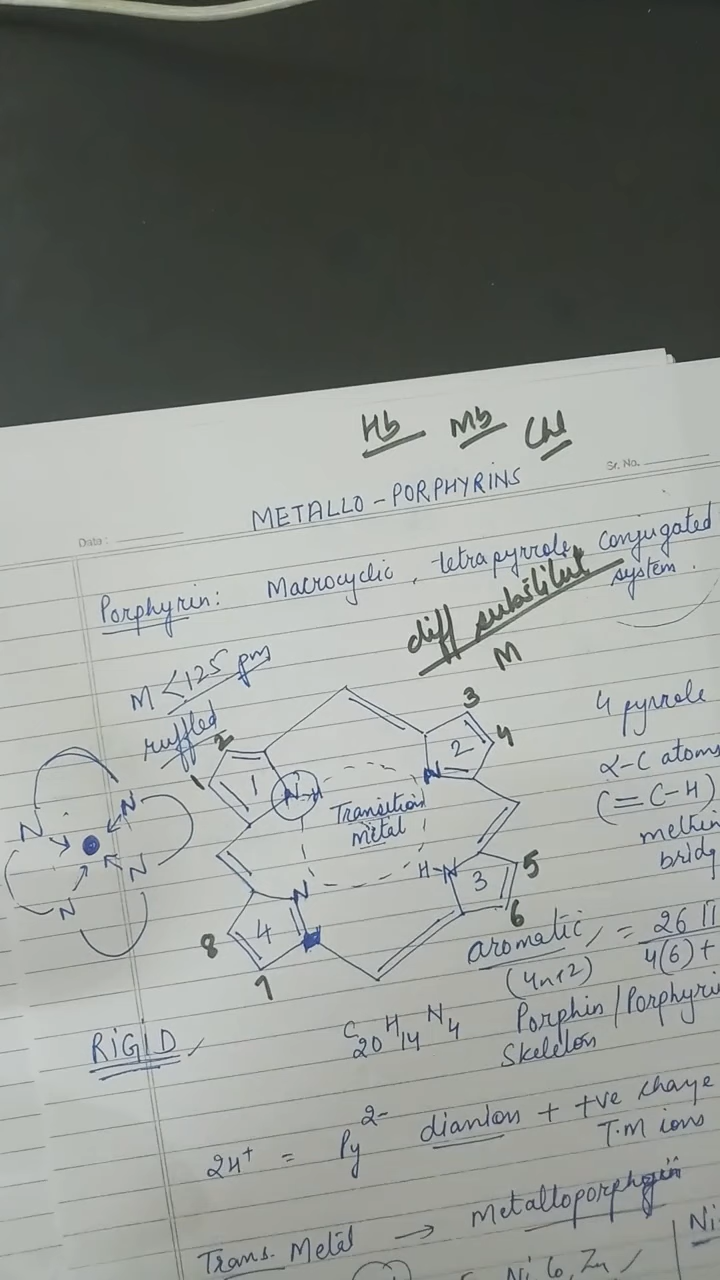 Hb Mb Chl
Sr. No.
METALLO - PORPHYRINS
Date :
Porphyrin: Macrocyclic, tetrapyrrole, conjugated
system.
diff substitut
M
M < 125 pm
ruffled
1 2 3 4 5 6 7 8
1 2 3 4
N-H N
Transition
metal
N H-N
N N N N
4 pyrrole
α-C atoms
(=C-H)
methin
bridg
aromatic, = 26 π
(4n+2) 4(6) +
RIGID
C20 H14 N4 Porphin / Porphyri
Skeleton
2H+ = Py2- dianion + +ve charge
T.M ions
Trans. Metal → Metalloporphyrin
Ni